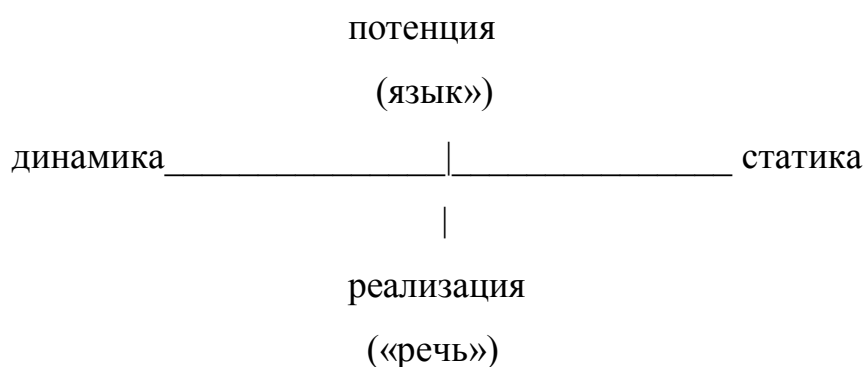 потенция
(язык»)
динамика_______________|_______________ статика
|
реализация
(«речь»)